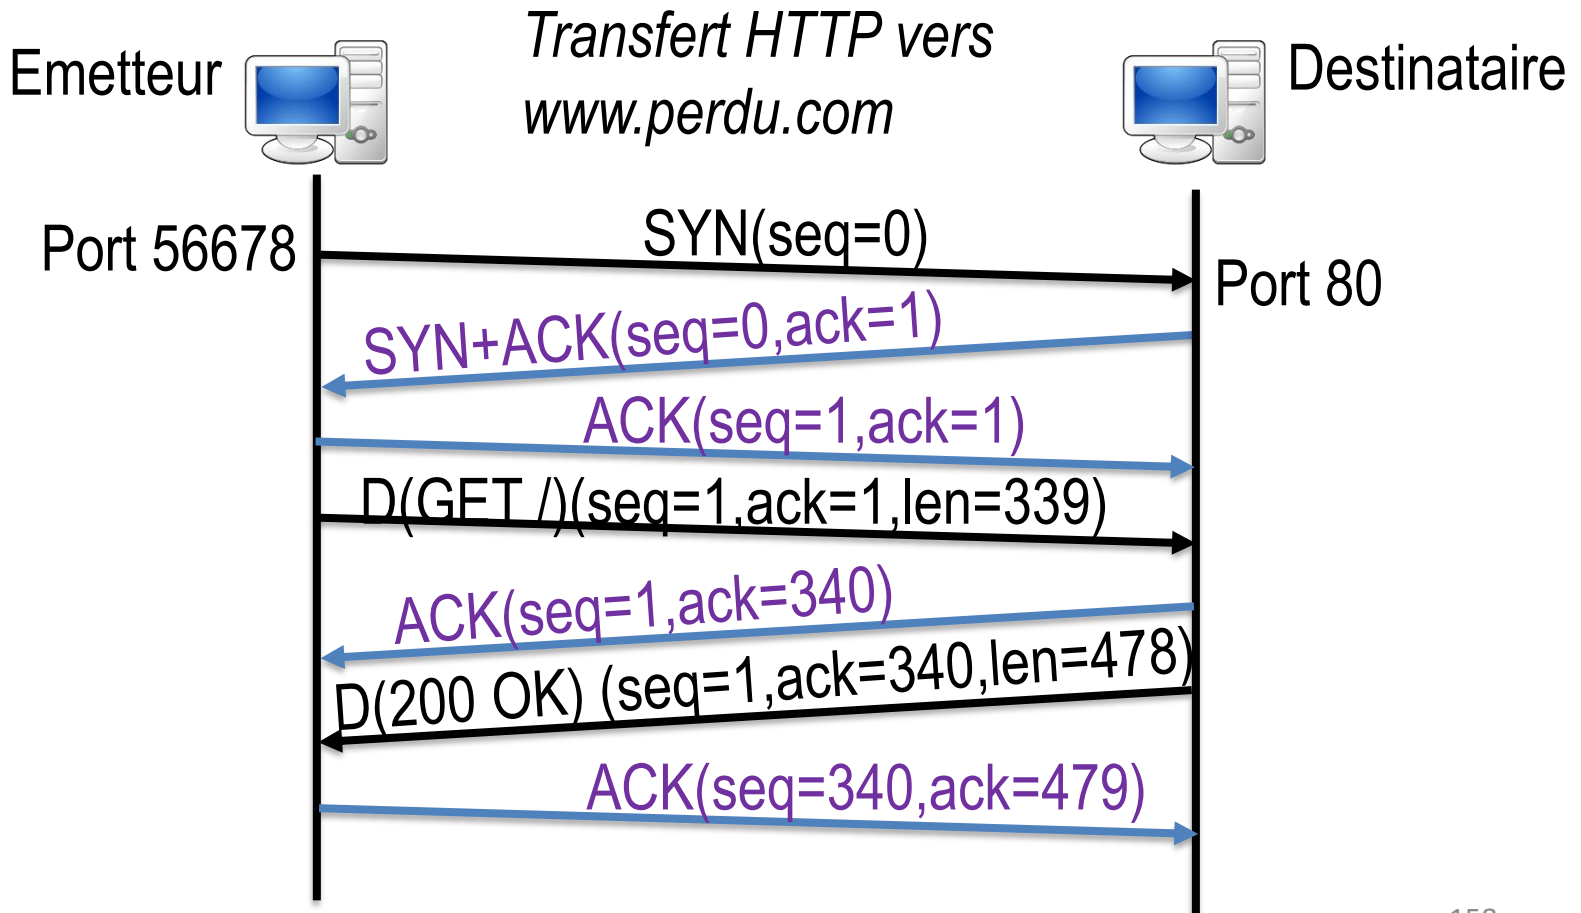 Emetteur
Transfert HTTP vers
www.perdu.com
Destinataire
Port 56678
SYN(seq=0)
Port 80
SYN+ACK(seq=0,ack=1)
ACK(seq=1,ack=1)
D(GET /)(seq=1,ack=1,len=339)
ACK(seq=1,ack=340)
D(200 OK) (seq=1,ack=340,len=478)
ACK(seq=340,ack=479)